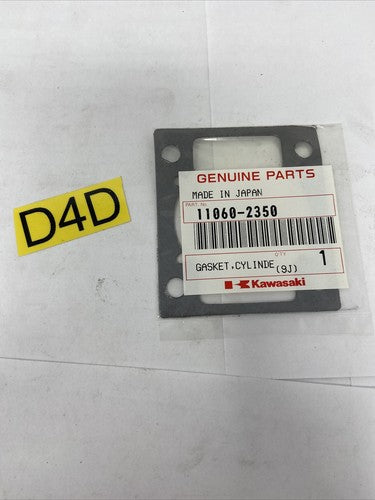 D4D
GENUINE PARTS
MADE IN JAPAN
PART No.
11060-2350
GASKET,CYLINDE
QTY
1
(9J)
Kawasaki